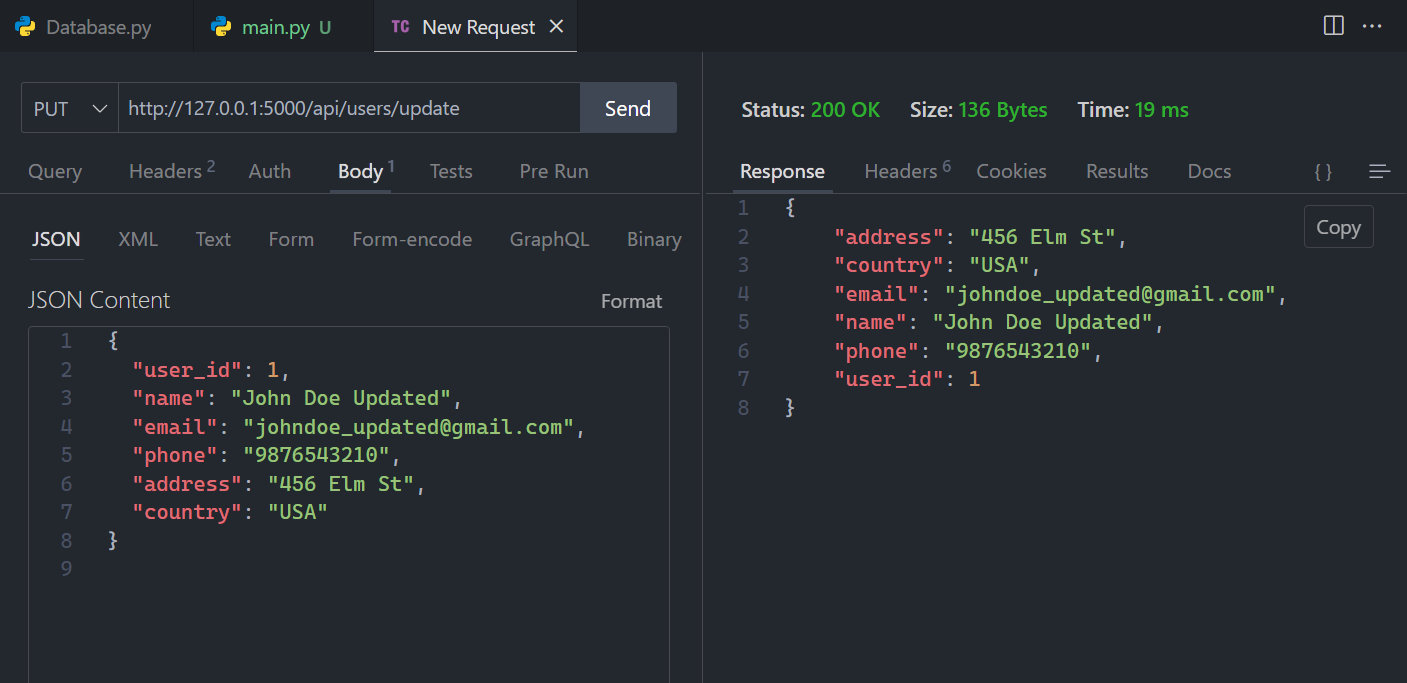 Database.py main.py U TC New Request
PUT http://127.0.0.1:5000/api/users/update Send
Query Headers 2 Auth Body 1 Tests Pre Run
JSON XML Text Form Form-encode GraphQL Binary
JSON Content Format
1 {
2 "user_id": 1,
3 "name": "John Doe Updated",
4 "email": "johndoe_updated@gmail.com",
5 "phone": "9876543210",
6 "address": "456 Elm St",
7 "country": "USA"
8 }
9
Status: 200 OK Size: 136 Bytes Time: 19 ms
Response Headers 6 Cookies Results Docs { }
Copy
1 {
2 "address": "456 Elm St",
3 "country": "USA",
4 "email": "johndoe_updated@gmail.com",
5 "name": "John Doe Updated",
6 "phone": "9876543210",
7 "user_id": 1
8 }